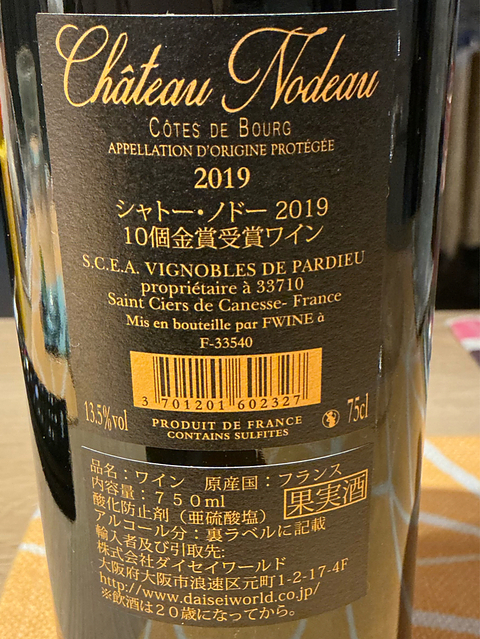 Château Nodeau
CÔTES DE BOURG
APPELLATION D'ORIGINE PROTÉGÉE
2019
シャトー・ノドー 2019
10個金賞受賞ワイン
S.C.E.A. VIGNOBLES DE PARDIEU
propriétaire à 33710
Saint Ciers de Canesse- France
Mis en bouteille par FWINE à
F-33540
3 701201 602327
13.5%vol
75cl
PRODUCT DE FRANCE
CONTAINS SULFITES
品名：ワイン 原産国：フランス
内容量：７５０ml
酸化防止剤（亜硫酸塩）
果実酒
アルコール分：裏ラベルに記載
輸入者及び引取先:
株式会社ダイセイワールド
大阪府大阪市浪速区元町1-2-17-4F
http://www.daiseiworld.co.jp/
※飲酒は２０歳になってから。